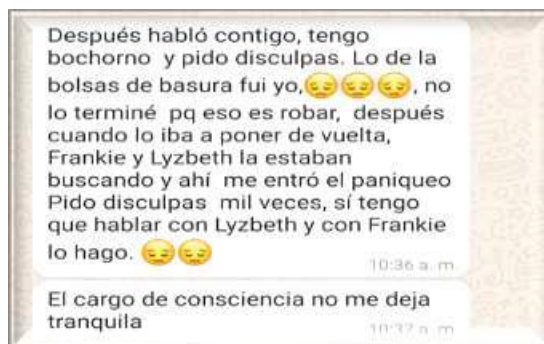 Después habló contigo, tengo
bochorno y pido disculpas. Lo de la
bolsas de basura fui yo,😔😔😔, no
lo terminé pq eso es robar, después
cuando lo iba a poner de vuelta,
Frankie y Lyzbeth la estaban
buscando y ahí me entró el paniqueo
Pido disculpas mil veces, sí tengo
que hablar con Lyzbeth y con Frankie
lo hago. 😔😔
10:36 a. m.
El cargo de consciencia no me deja
tranquila
10:37 a. m.